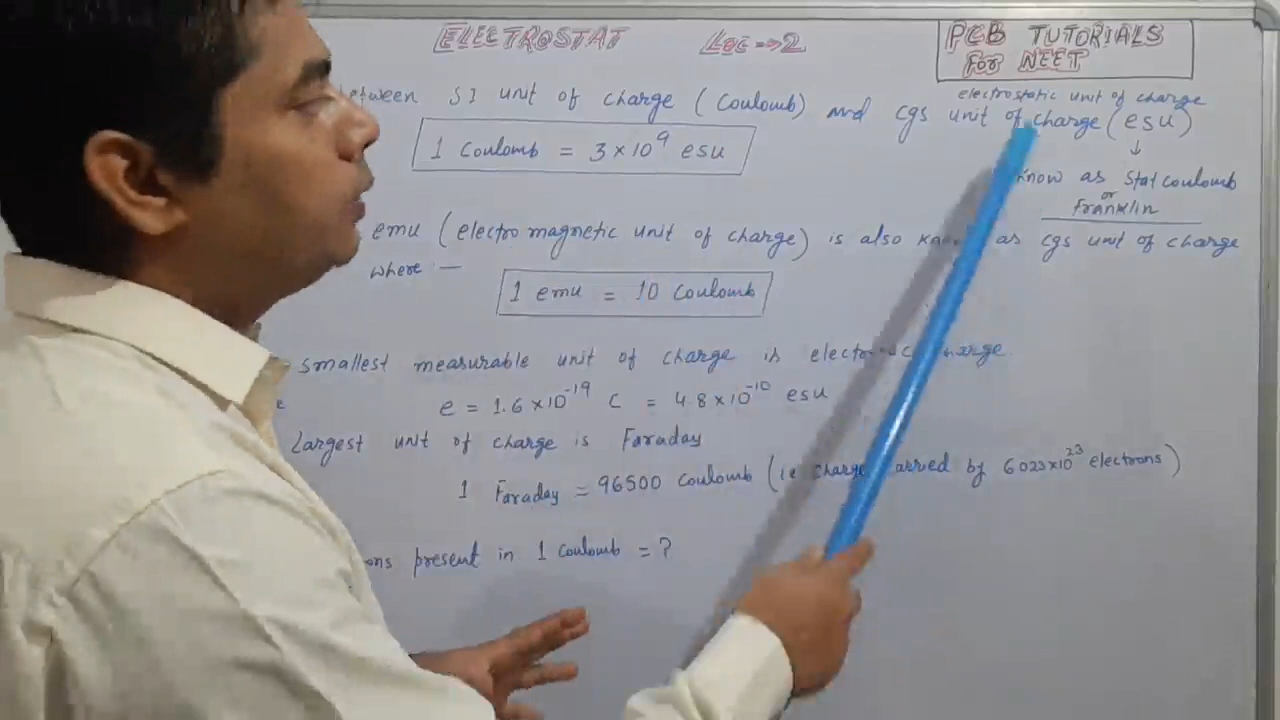 ELECTROSTAT Lec→2
PCB TUTORIALS
For NEET
between SI unit of charge (Coulomb) and cgs unit of charge (esu)
electrostatic unit of charge
1 Coulomb = 3×10⁹ esu
↓
know as Stat Coulomb
or
Franklin
emu (electro magnetic unit of charge) is also as cgs unit of charge
where :—
1 emu = 10 Coulomb
smallest measurable unit of charge is
e = 1.6×10⁻¹⁹ C = 4.8×10⁻¹⁰ esu
Largest unit of charge is Faraday
1 Faraday = 96500 Coulomb (ie charge by 6023×10²³ electrons)
ons present in 1 Coulomb = ?